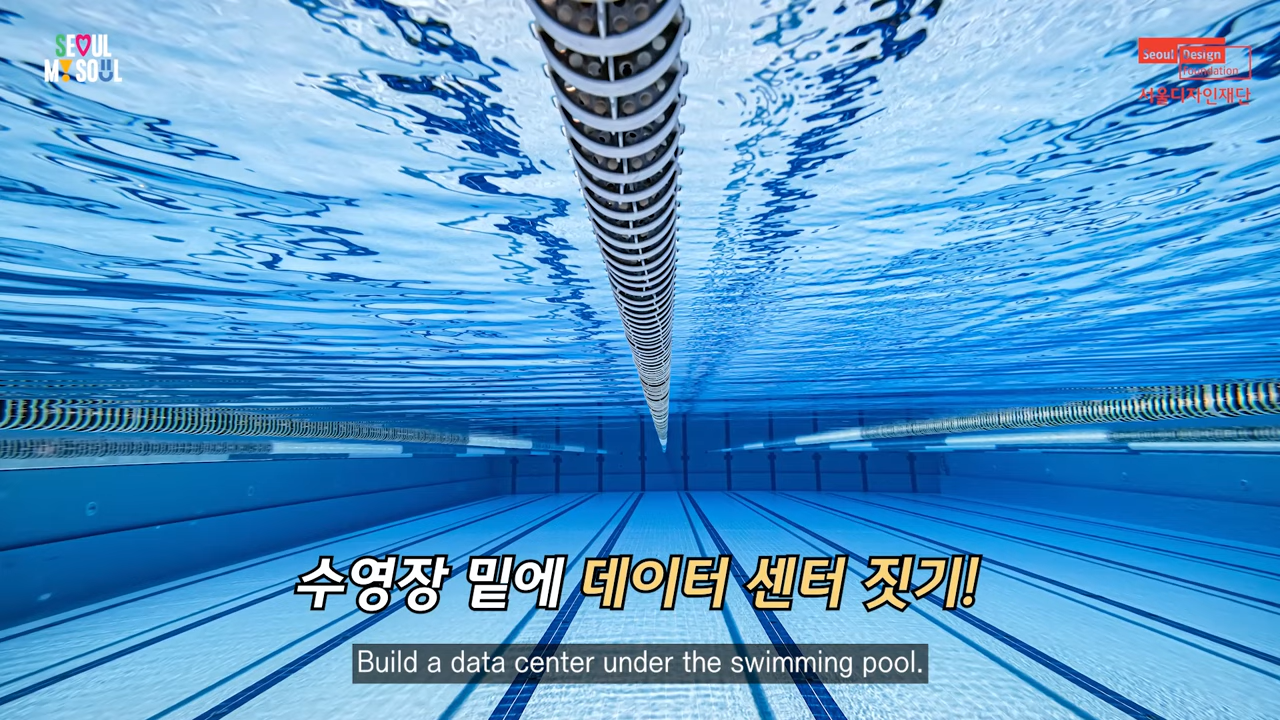 SEOUL
MY SOUL
Seoul Design
Foundation
서울디자인재단
수영장 밑에 데이터 센터 짓기!
Build a data center under the swimming pool.